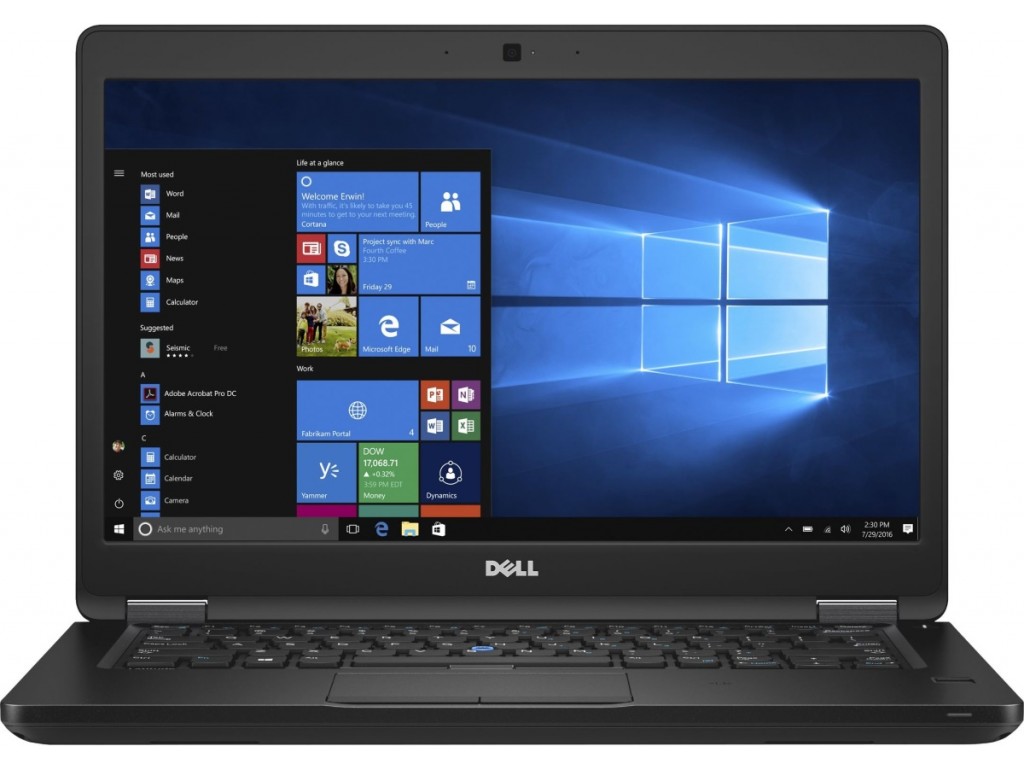 Most used
Word
Mail
People
News
Maps
Calculator
Suggested
Seismic Free
A
Adobe Acrobat Pro DC
Alarms & Clock
C
Calculator
Calendar
Camera
Life at a glance
Welcome Erwin!
With traffic, it's likely to take you 45
minutes to get to your next meeting.
Cortana
People
Project sync with Marc
Fourth Coffee
3:30 PM
Friday 29
Photos
Microsoft Edge
Mail 10
Work
Fabrikam Portal 4
Yammer
DOW
17,068.71
▲ +0.32%
3:59 PM EDT
Money
Dynamics
Ask me anything
2:30 PM
7/29/2016
DELL